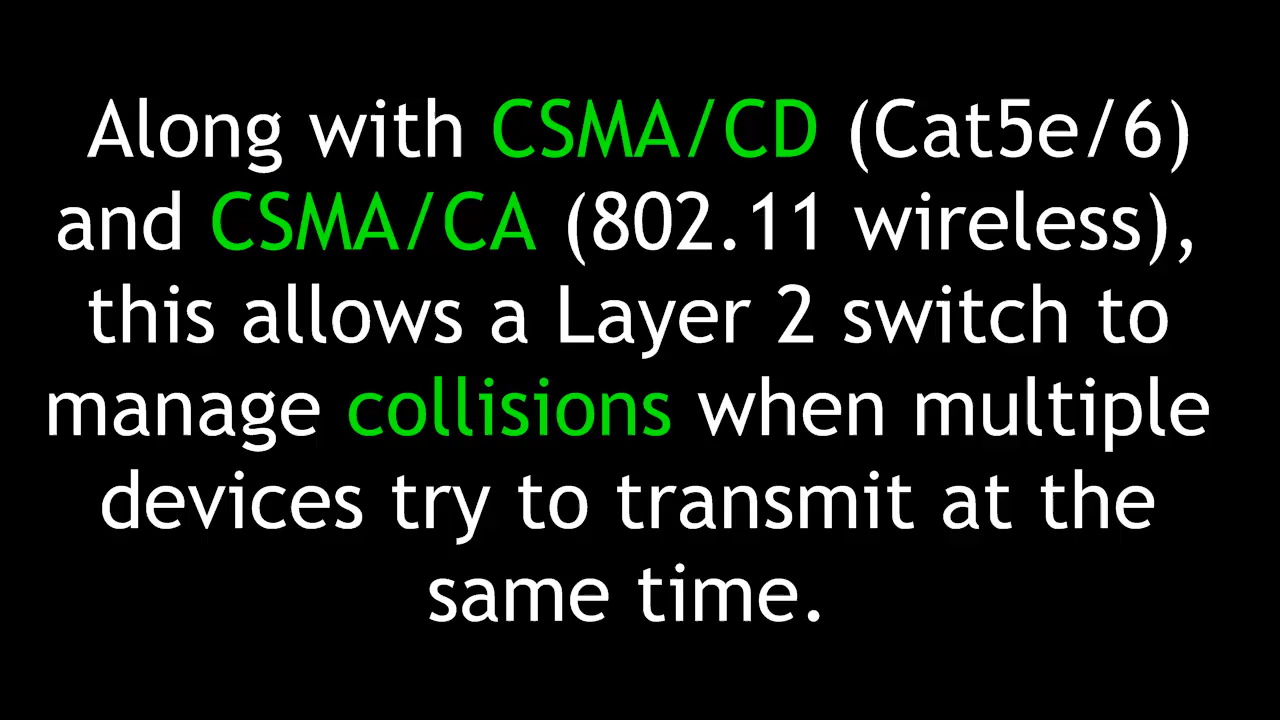 Along with CSMA/CD (Cat5e/6)
and CSMA/CA (802.11 wireless),
this allows a Layer 2 switch to
manage collisions when multiple
devices try to transmit at the
same time.